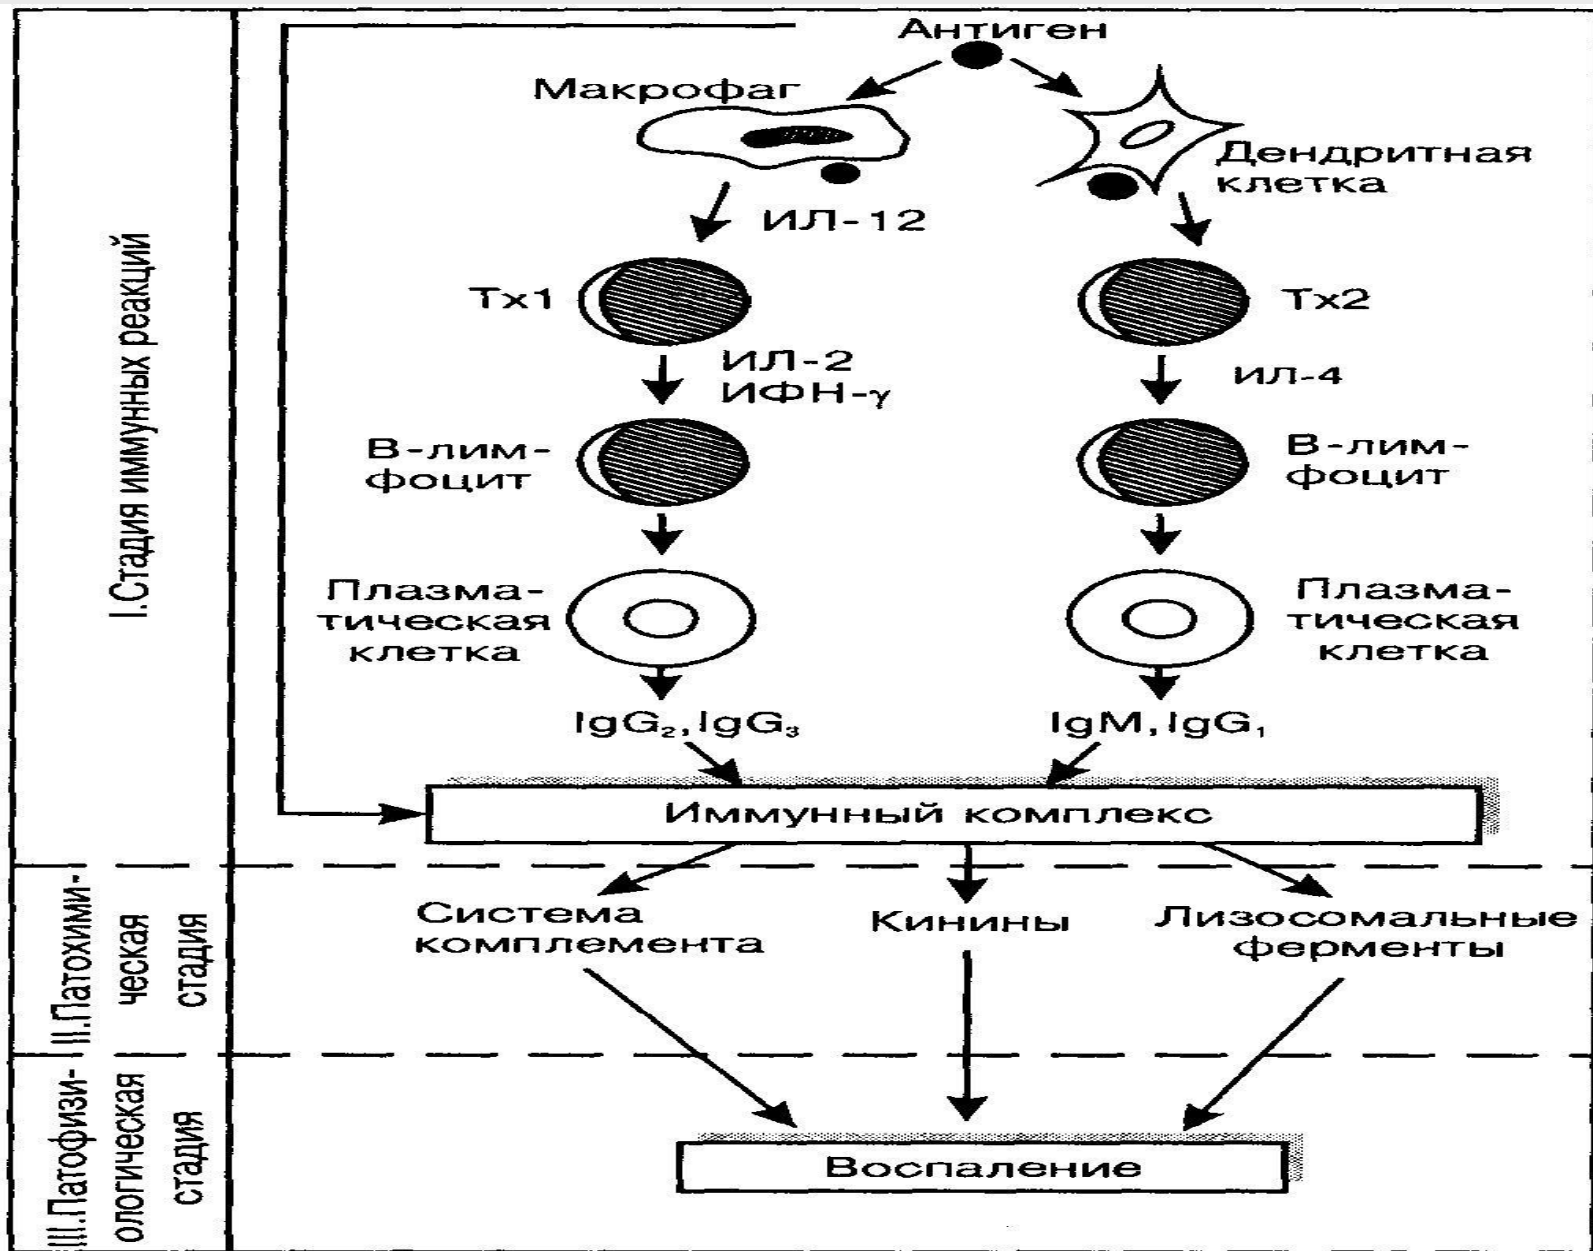 Антиген
Макрофаг
Дендритная
клетка
ИЛ-12
Тх1
Тх2
ИЛ-2
ИФН-γ
ИЛ-4
В-лим-
фоцит
В-лим-
фоцит
Плазма-
тическая
клетка
Плазма-
тическая
клетка
IgG₂, IgG₃
IgM, IgG₁
Иммунный комплекс
I.Стадия иммунных реакций
Система
комплемента
Кинины
Лизосомальные
ферменты
II.Патохими-
ческая
стадия
Воспаление
III.Патофизи-
ологическая
стадия